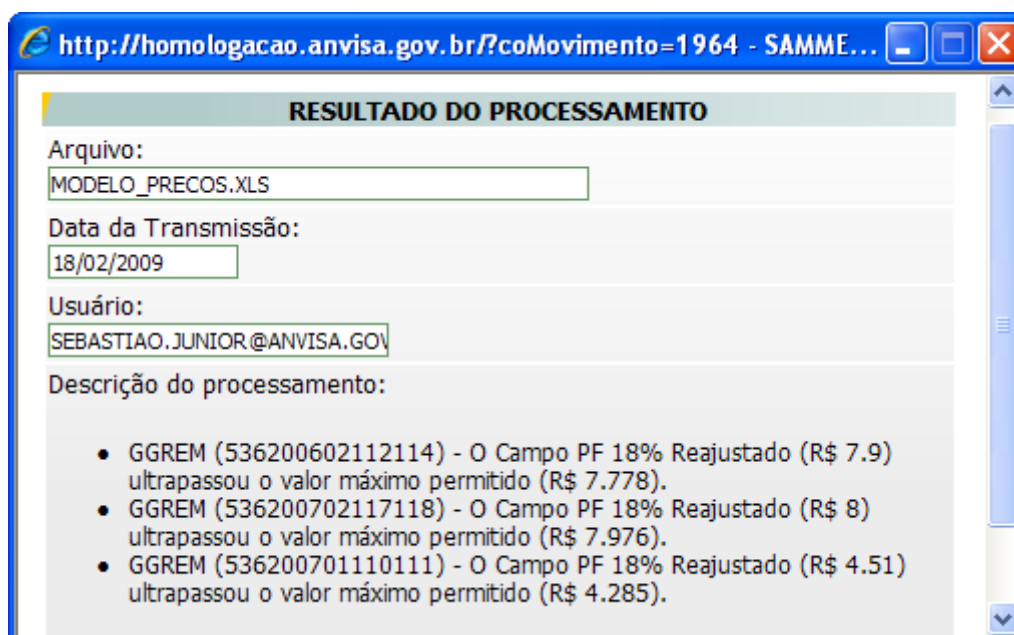 http://homologacao.anvisa.gov.br/?coMovimento=1964 - SAMME...
RESULTADO DO PROCESSAMENTO
Arquivo:
MODELO_PRECOS.XLS
Data da Transmissão:
18/02/2009
Usuário:
SEBASTIAO.JUNIOR@ANVISA.GOV
Descrição do processamento:
• GGREM (536200602112114) - O Campo PF 18% Reajustado (R$ 7.9)
ultrapassou o valor máximo permitido (R$ 7.778).
• GGREM (536200702117118) - O Campo PF 18% Reajustado (R$ 8)
ultrapassou o valor máximo permitido (R$ 7.976).
• GGREM (536200701110111) - O Campo PF 18% Reajustado (R$ 4.51)
ultrapassou o valor máximo permitido (R$ 4.285).